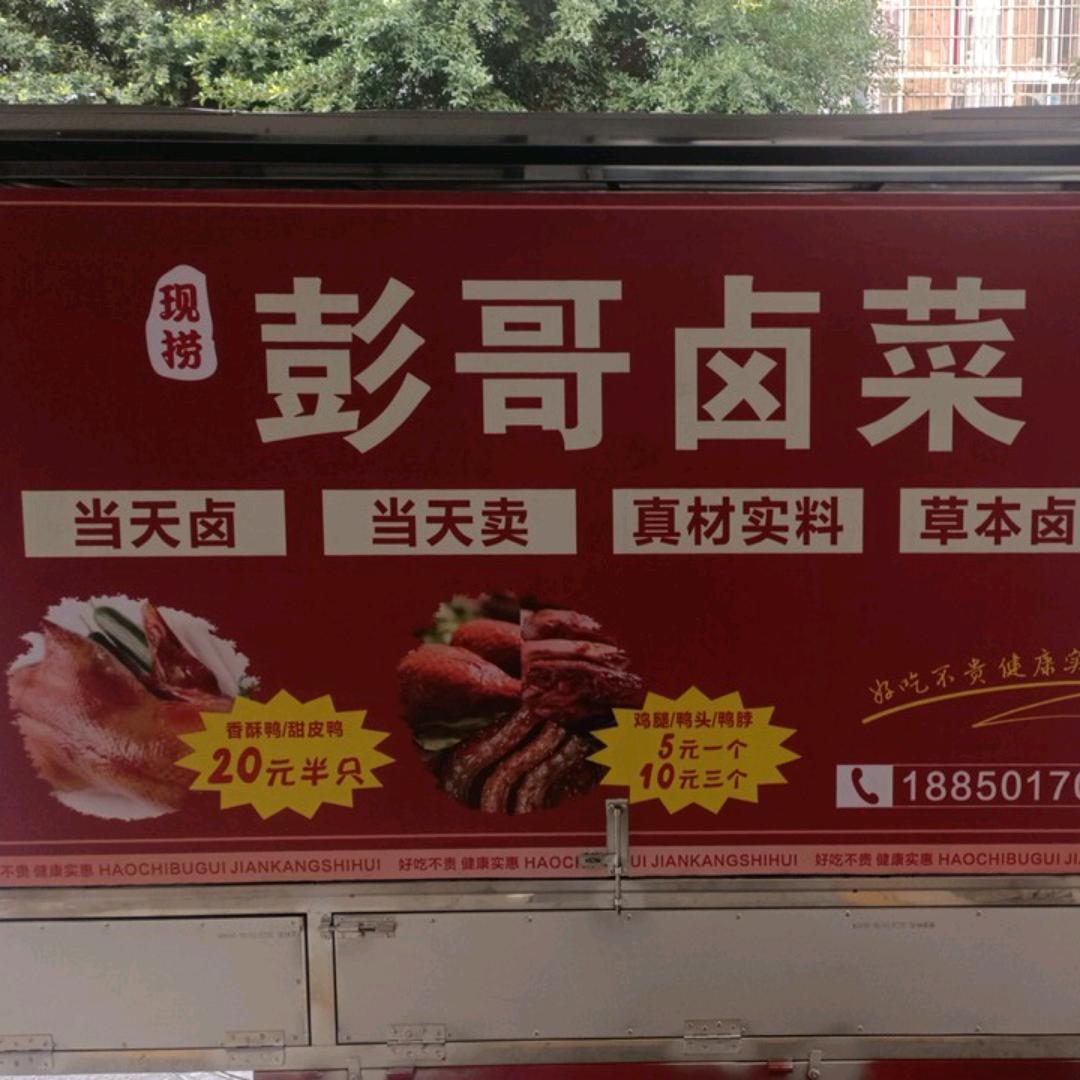 现捞
彭哥卤菜
当天卤 当天卖 真材实料 草本卤
香酥鸭/甜皮鸭
20元半只
鸡腿/鸭头/鸭脖
5元一个
10元三个
好吃不贵健康实
1885017
不贵 健康实惠 HAOCHIBUGUI JIANKANGSHIHUI 好吃不贵 健康实惠 HAOCI UI JIANKANGSHIHUI 好吃不贵 健康实惠 HAOCHIBUGUI JIA